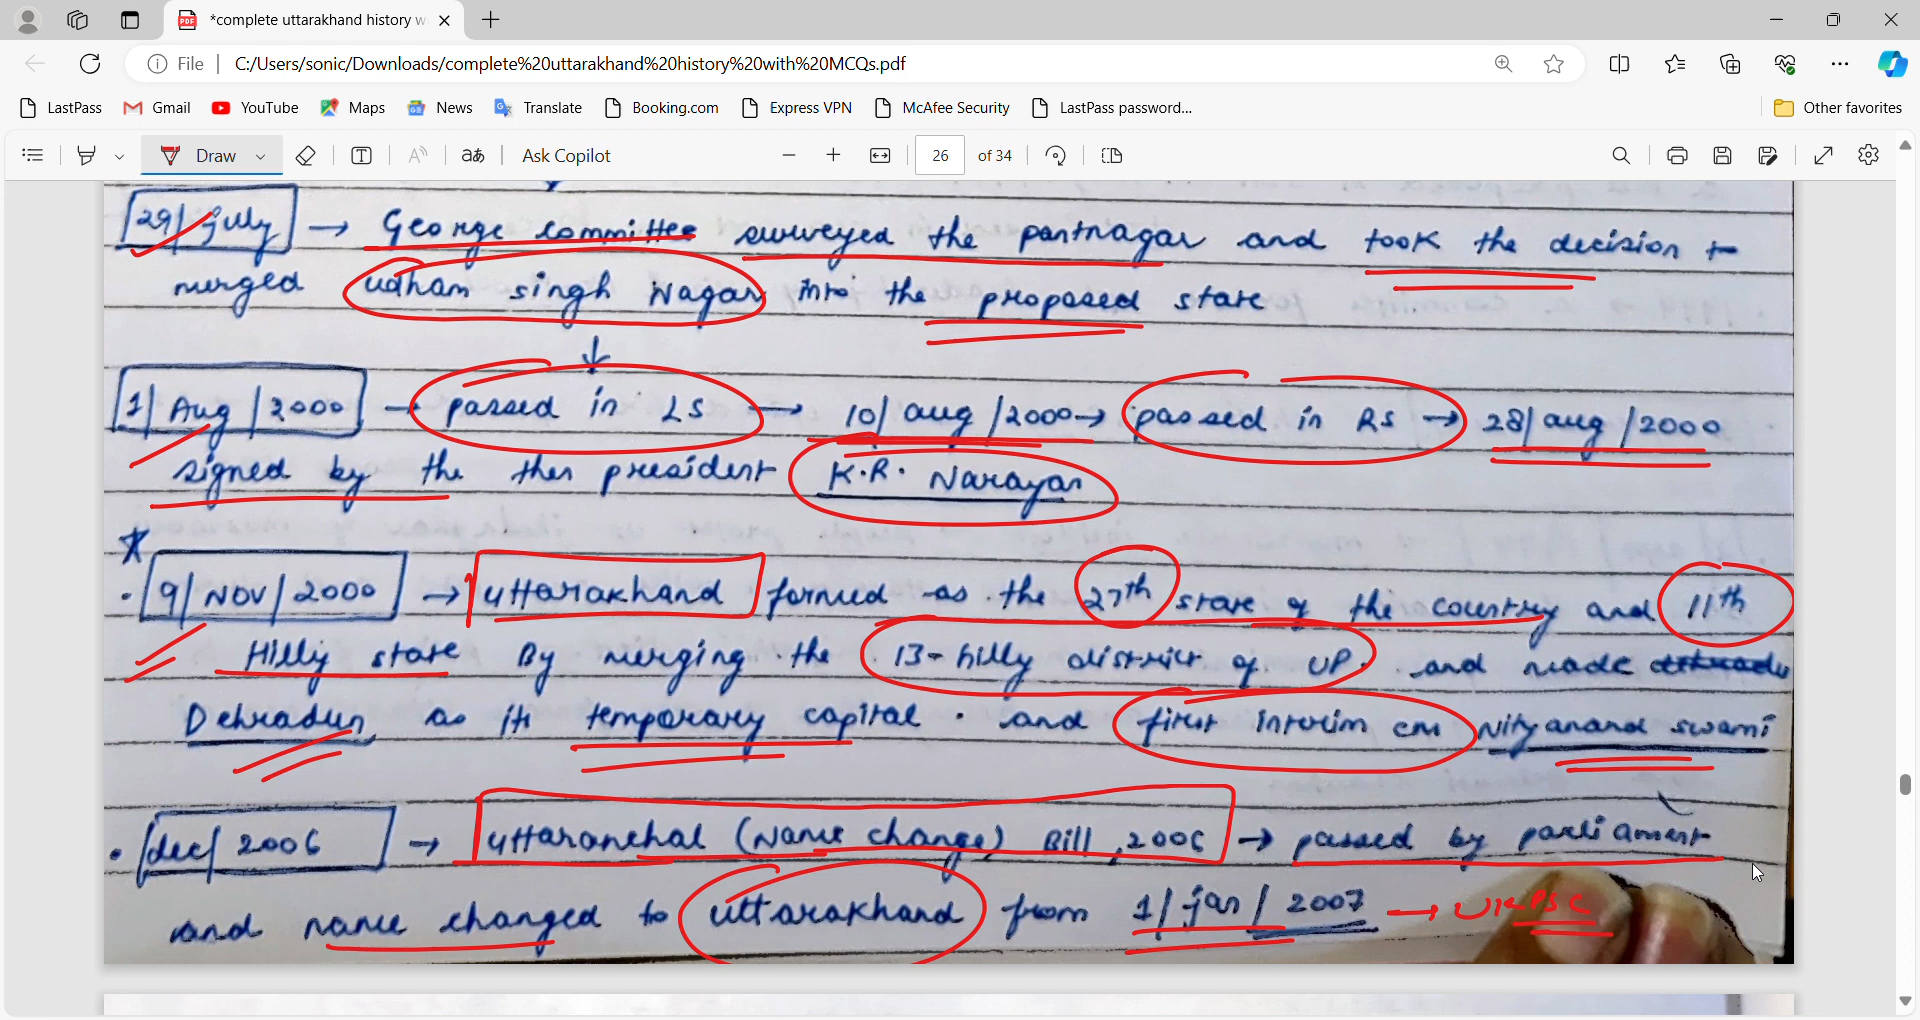 *complete uttarakhand history w
File C:/Users/sonic/Downloads/complete%20uttarakhand%20history%20with%20MCQs.pdf
LastPass Gmail YouTube Maps News Translate Booking.com Express VPN McAfee Security LastPass password... Other favorites
Draw Ask Copilot 26 of 34
29/july → George committee surveyed the pantnagar and took the decision to
merged udham singh Nagar into the proposed state
1/Aug/2000 → passed in LS → 10/aug/2000 → passed in RS → 28/aug/2000
signed by the then president K.R. Narayan
9/Nov/2000 → uttarakhand formed as the 27th state of the country and 11th
Hilly state By merging the 13-hilly district of UP. and made
Dehradun as its temporary capital. and first interim cm Nityanand swami
dec/2006 → uttaranchal (Name change) Bill, 2006 → passed by parliament
and name changed to uttarakhand from 1/jan/2007 → UKPSC